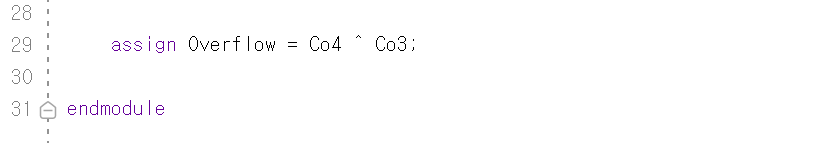 28
29 assign Overflow = Co4 ^ Co3;
30
31 endmodule